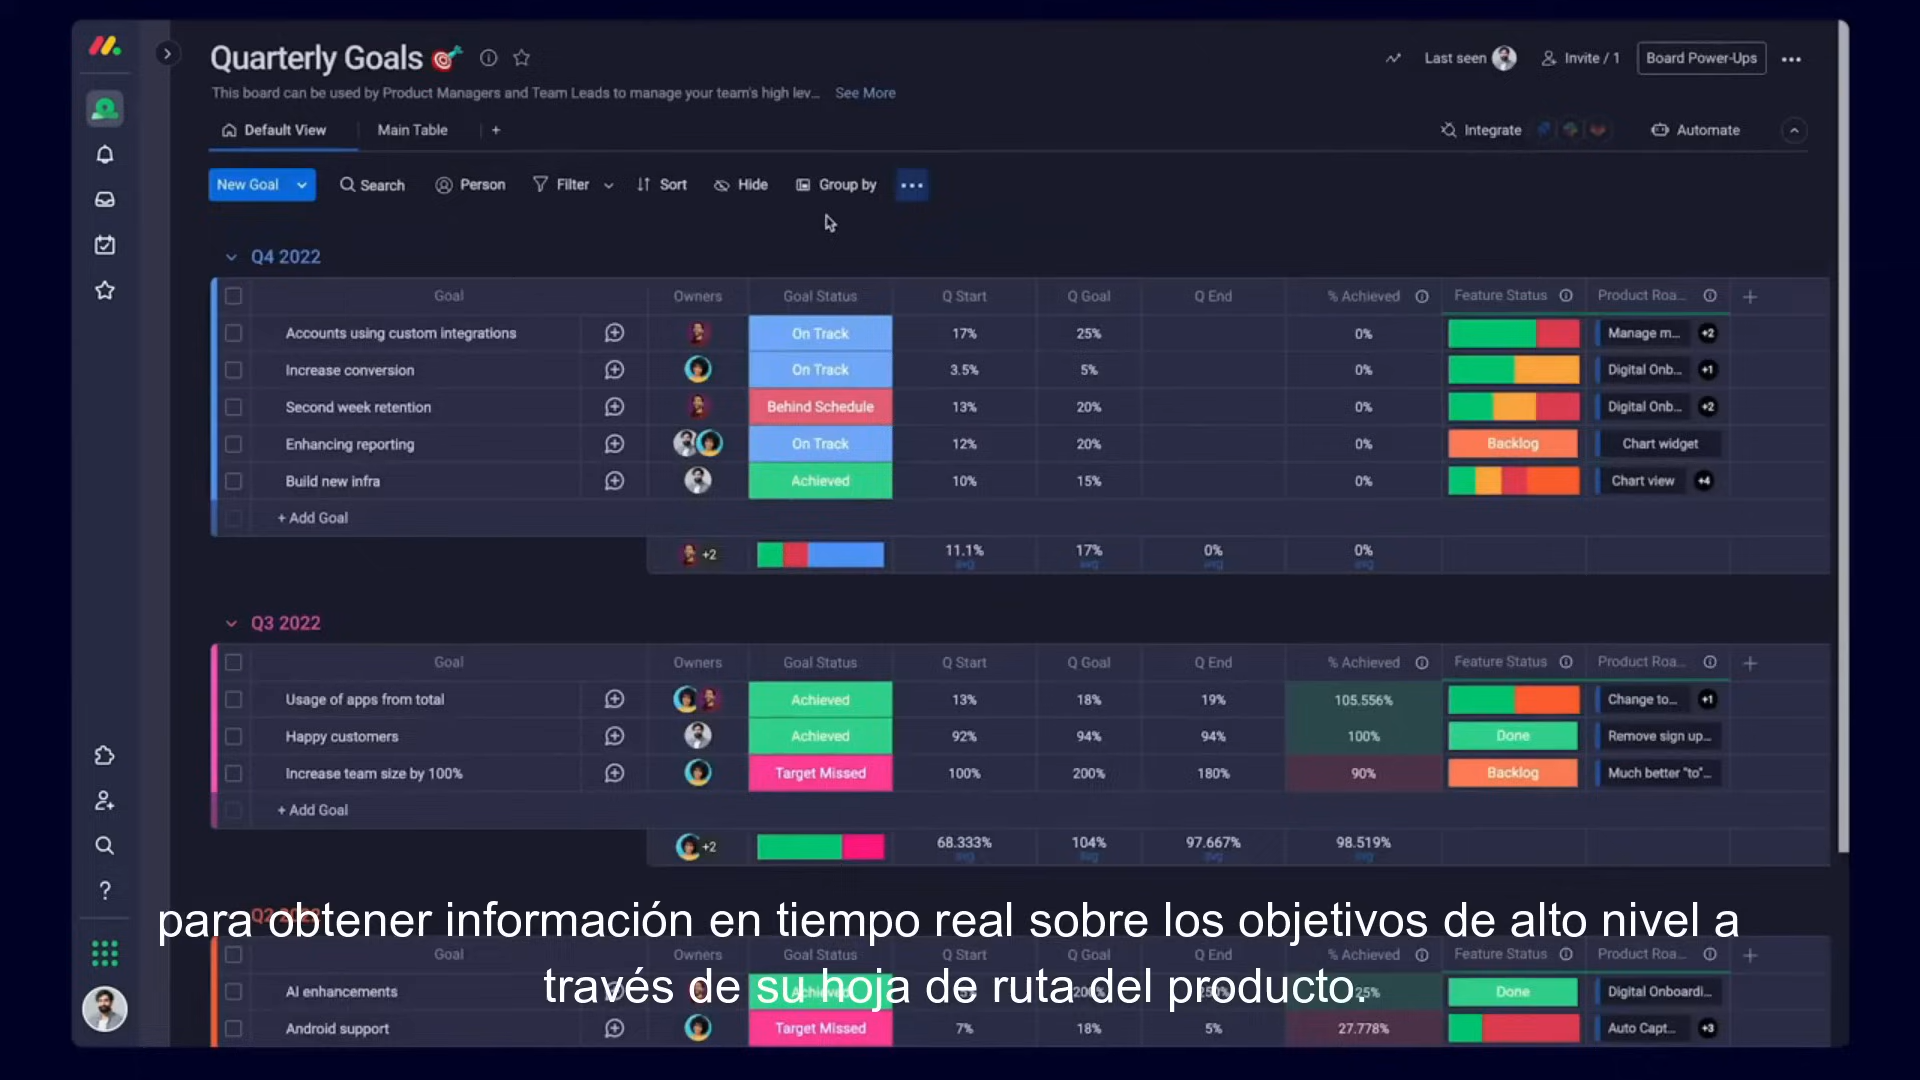 Quarterly Goals
Last seen
Invite / 1
Board Power-Ups
This board can be used by Product Managers and Team Leads to manage your team's high lev... See More
Default View
Main Table
Integrate
Automate
New Goal
Search
Person
Filter
Sort
Hide
Group by
Q4 2022
Goal Owners Goal Status Q Start Q Goal Q End % Achieved Feature Status Product Roa...
Accounts using custom integrations On Track 17% 25% 0% Manage m... +2
Increase conversion On Track 3.5% 5% 0% Digital Onb... +1
Second week retention Behind Schedule 13% 20% 0% Digital Onb... +2
Enhancing reporting On Track 12% 20% 0% Backlog Chart widget
Build new infra Achieved 10% 15% 0% Chart view +4
+ Add Goal
+2 11.1% 17% 0% 0%
avg avg avg avg
Q3 2022
Goal Owners Goal Status Q Start Q Goal Q End % Achieved Feature Status Product Roa...
Usage of apps from total Achieved 13% 18% 19% 105.556% Change to... +1
Happy customers Achieved 92% 94% 94% 100% Done Remove sign up...
Increase team size by 100% Target Missed 100% 200% 180% 90% Backlog Much better "to"...
+ Add Goal
+2 68.333% 104% 97.667% 98.519%
avg avg avg avg
Q2 2022
para obtener información en tiempo real sobre los objetivos de alto nivel a
través de su hoja de ruta del producto.
Goal Owners Goal Status Q Start Q Goal Q End % Achieved Feature Status Product Roa...
AI enhancements Achieved Done Digital Onboardi...
Android support Target Missed 7% 18% 5% 27.778% Auto Capt... +3